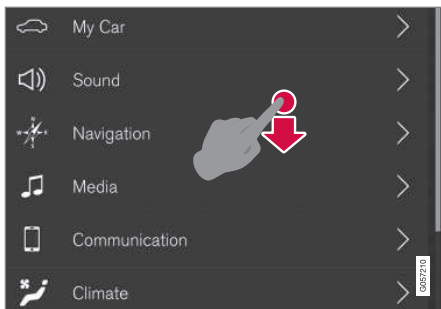 My Car
Sound
Navigation
Media
Communication
Climate
G057210